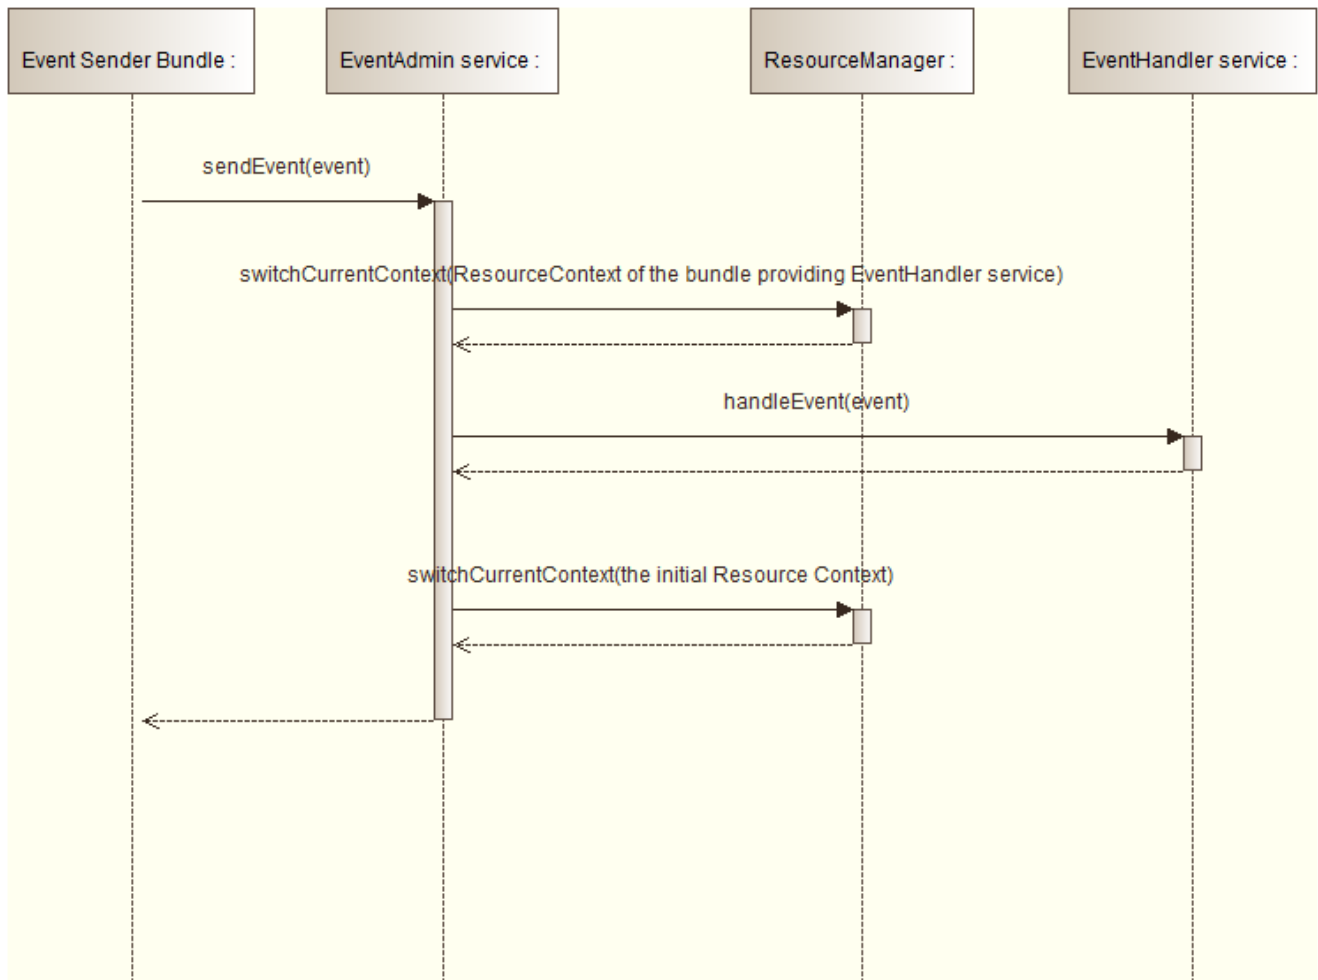 Event Sender Bundle :
EventAdmin service :
ResourceManager :
EventHandler service :
sendEvent(event)
switchCurrentContext(ResourceContext of the bundle providing EventHandler service)
handleEvent(event)
switchCurrentContext(the initial Resource Context)